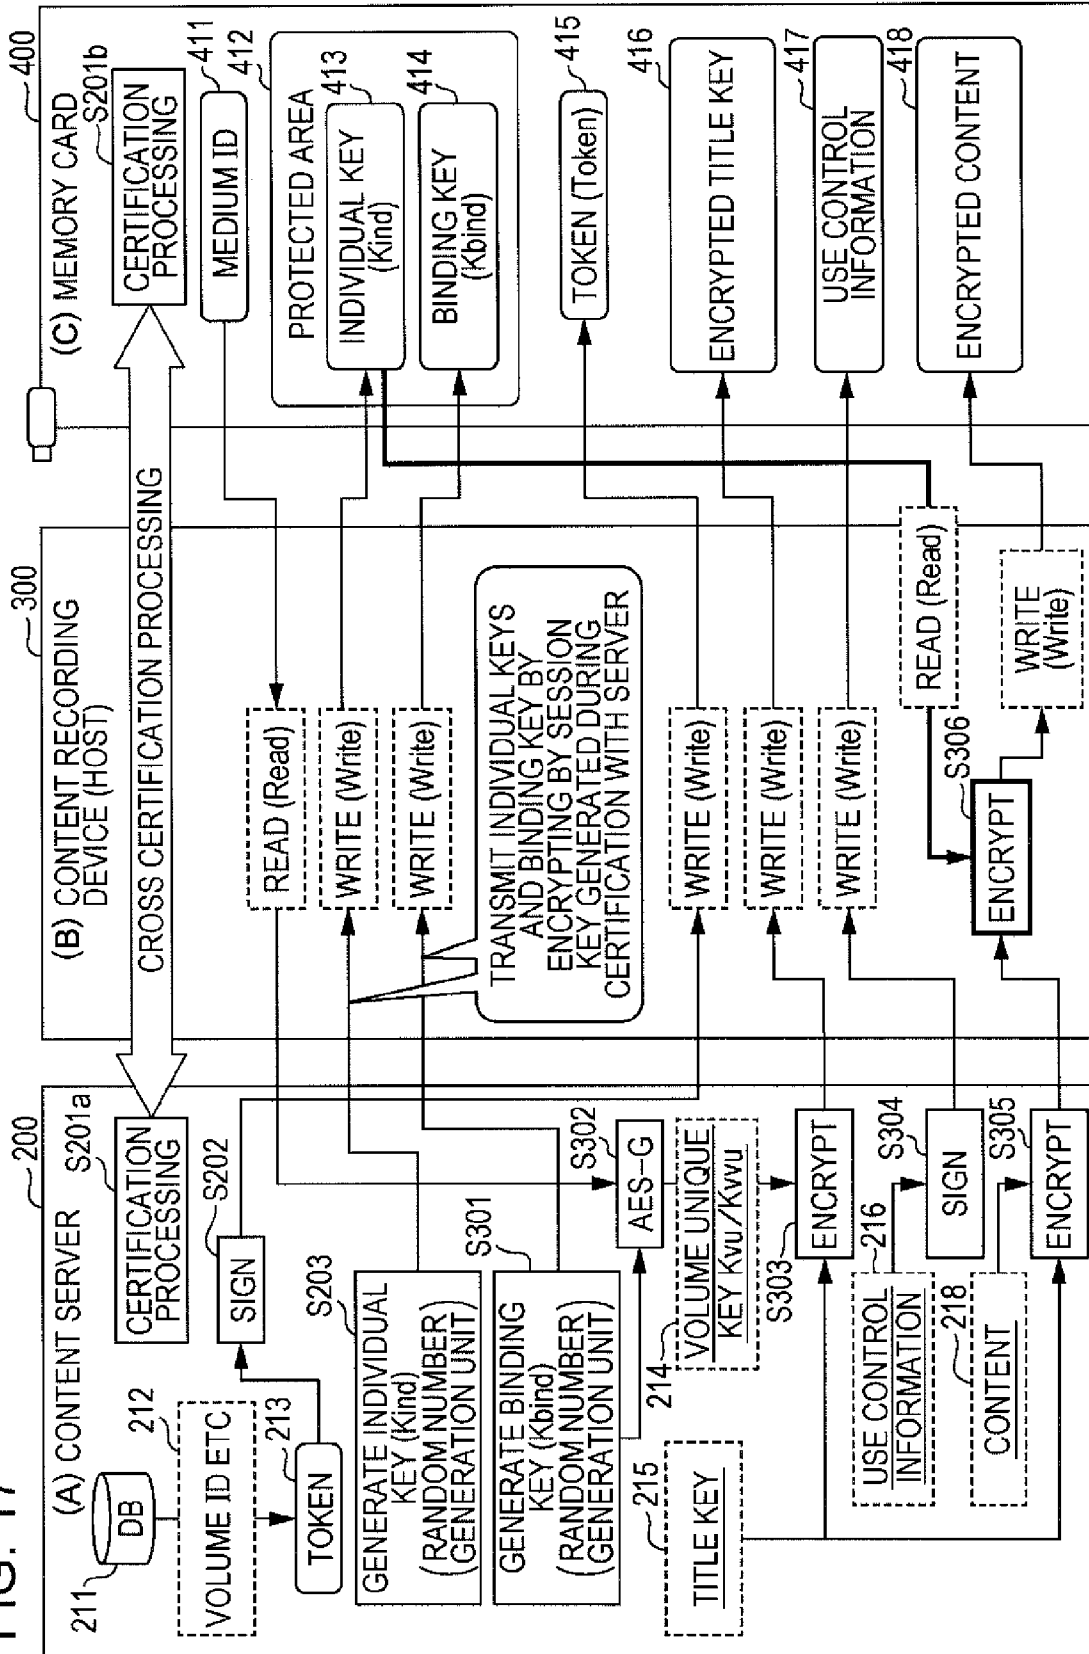 FIG. 17
(A) CONTENT SERVER
200
211
DB
212
VOLUME ID ETC
213
TOKEN
S201a
CERTIFICATION
PROCESSING
S202
SIGN
S203
GENERATE INDIVIDUAL
KEY (Kind)
(RANDOM NUMBER
GENERATION UNIT)
S301
GENERATE BINDING
KEY (Kbind)
(RANDOM NUMBER
GENERATION UNIT)
S302
AES-G
214
VOLUME UNIQUE
KEY Kvu/Kvvu
215
TITLE KEY
S303
ENCRYPT
216
USE CONTROL
INFORMATION
S304
SIGN
218
CONTENT
S305
ENCRYPT
300
(B) CONTENT RECORDING
DEVICE (HOST)
CROSS CERTIFICATION PROCESSING
READ (Read)
WRITE (Write)
WRITE (Write)
TRANSMIT INDIVIDUAL KEYS
AND BINDING KEY BY
ENCRYPTING BY SESSION
KEY GENERATED DURING
CERTIFICATION WITH SERVER
WRITE (Write)
WRITE (Write)
WRITE (Write)
READ (Read)
S306
ENCRYPT
WRITE
(Write)
400
(C) MEMORY CARD
S201b
CERTIFICATION
PROCESSING
411
MEDIUM ID
412
PROTECTED AREA
413
INDIVIDUAL KEY
(Kind)
414
BINDING KEY
(Kbind)
415
TOKEN (Token)
416
ENCRYPTED TITLE KEY
417
USE CONTROL
INFORMATION
418
ENCRYPTED CONTENT